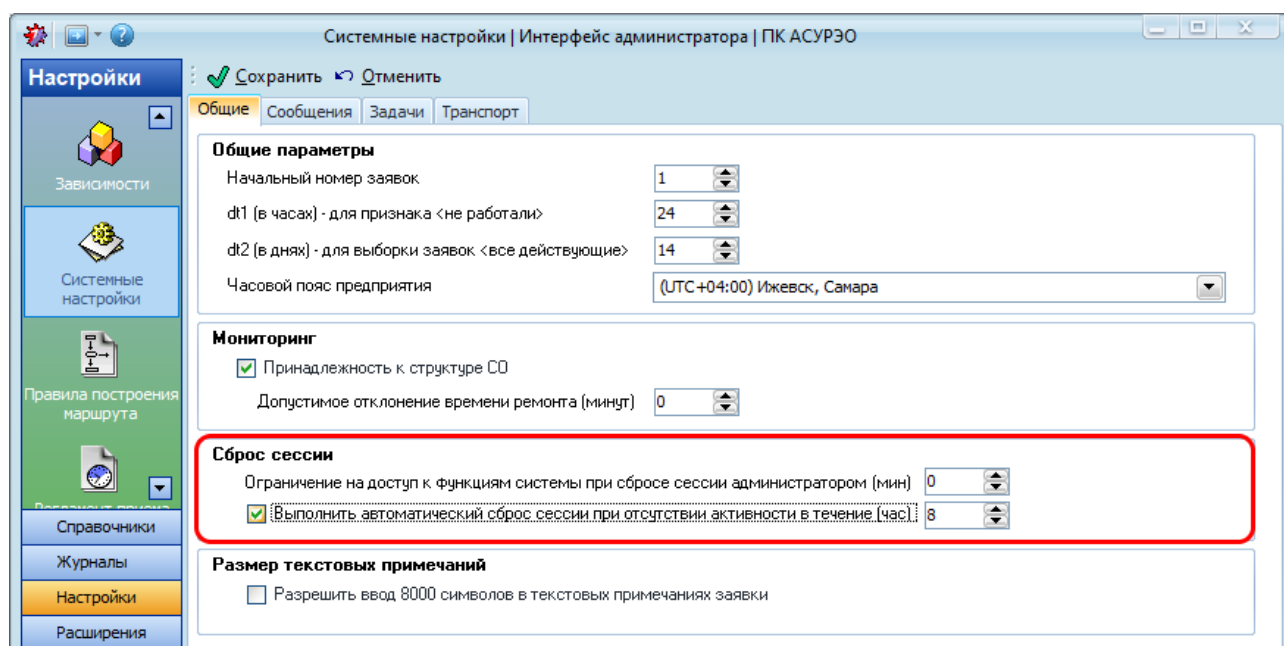 Системные настройки | Интерфейс администратора | ПК АСУРЭО
Настройки
Сохранить Отменить
Общие Сообщения Задачи Транспорт
Зависимости
Системные
настройки
Правила построения
маршрута
Справочники
Журналы
Настройки
Расширения
Общие параметры
Начальный номер заявок 1
dt1 (в часах) - для признака <не работали> 24
dt2 (в днях) - для выборки заявок <все действующие> 14
Часовой пояс предприятия (UTC+04:00) Ижевск, Самара
Мониторинг
Принадлежность к структуре СО
Допустимое отклонение времени ремонта (минут) 0
Сброс сессии
Ограничение на доступ к функциям системы при сбросе сессии администратором (мин) 0
Выполнить автоматический сброс сессии при отсутствии активности в течение (час) 8
Размер текстовых примечаний
Разрешить ввод 8000 символов в текстовых примечаниях заявки